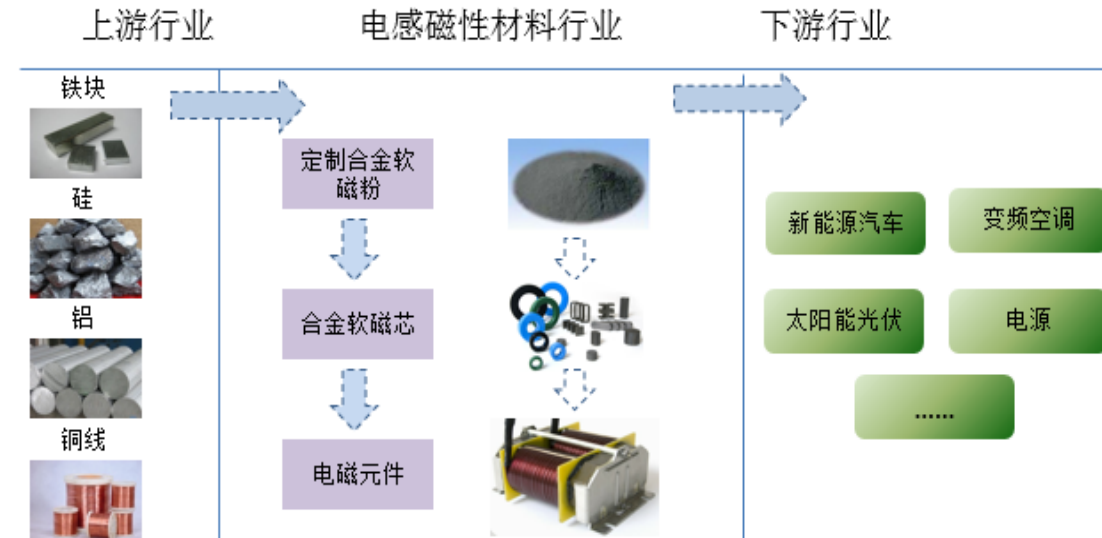 上游行业
电感磁性材料行业
下游行业
铁块
硅
铝
铜线
定制合金软
磁粉
合金软磁芯
电磁元件
新能源汽车
变频空调
太阳能光伏
电源
……